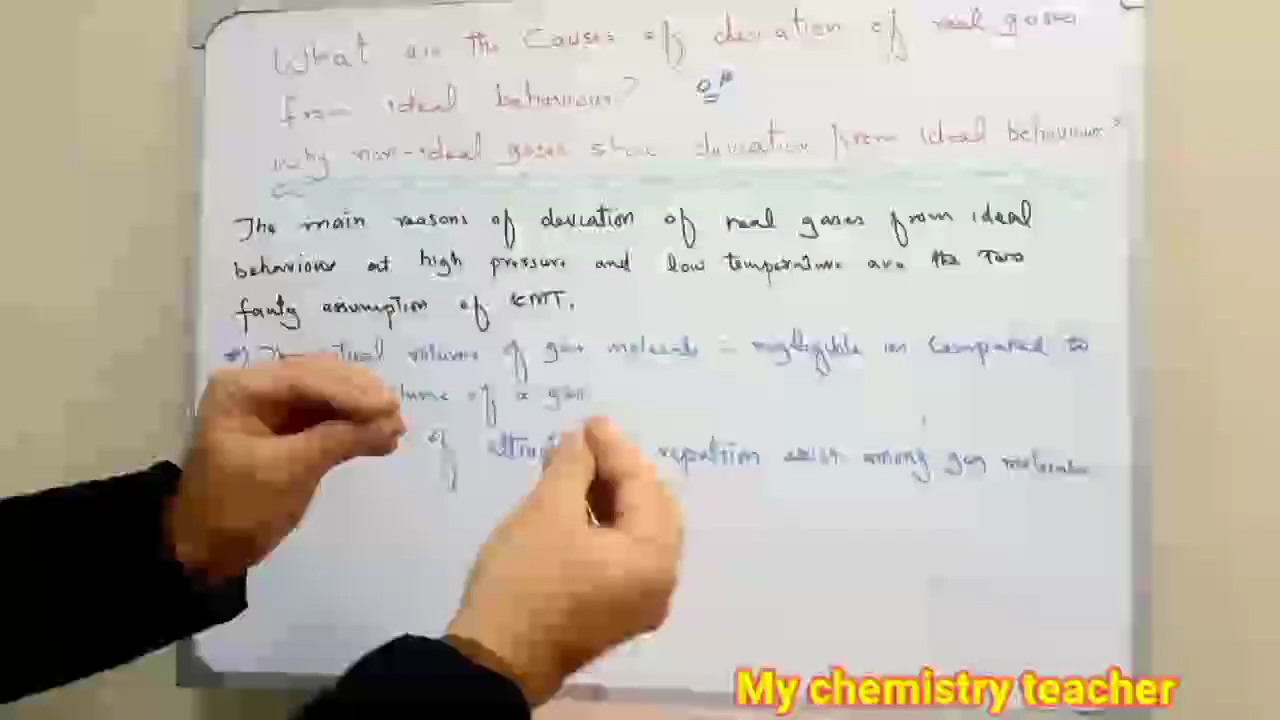 What are the Causes of deviation of real gases
from ideal behaviour? or
why non-ideal gases show deviation from ideal behaviour?
The main reasons of deviation of real gases from ideal
behaviour at high pressure and low temperature are the Two
faulty assumption of KMT.
volume of gas molecule negligible as Compared to
of a gas
of repulsion exist among gas molecules
My chemistry teacher